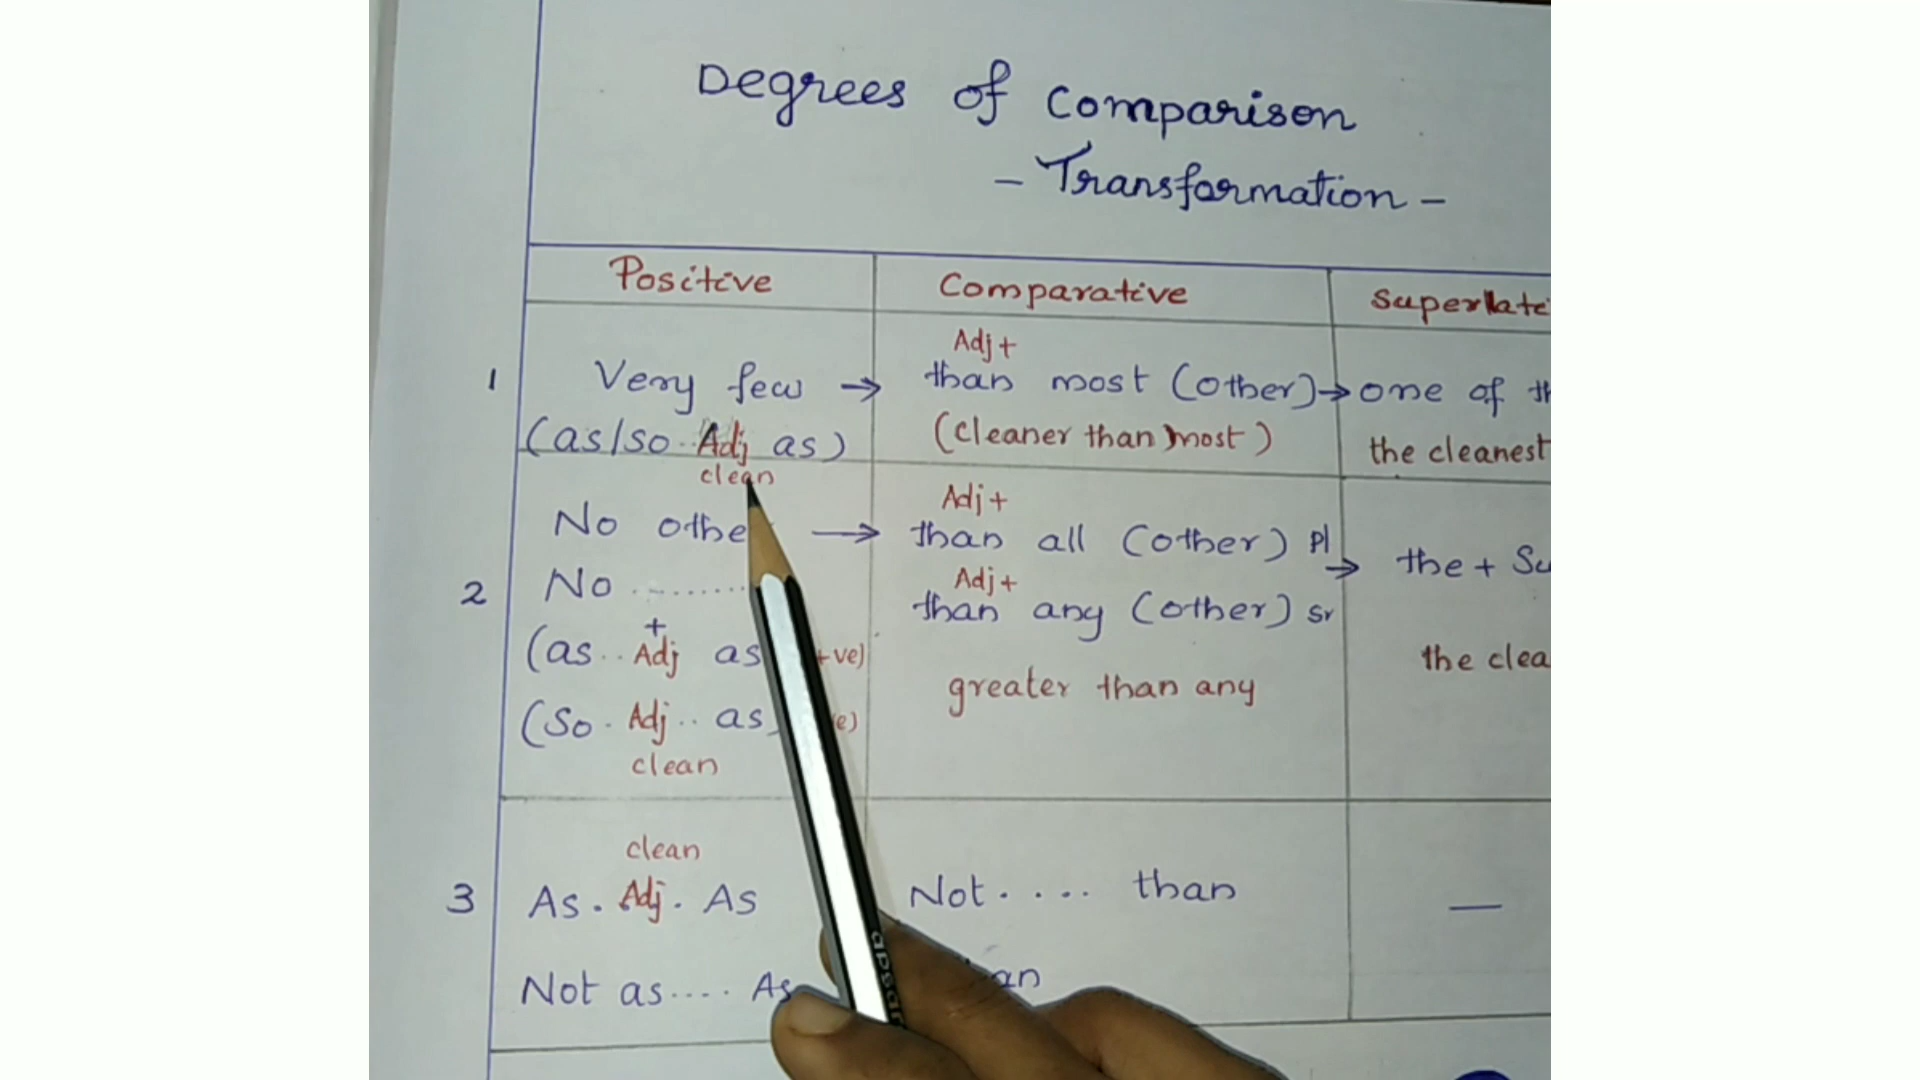 Degrees of Comparison
- Transformation -
Positive Comparative Superlate
Adj+
1 Very few → than most (other) → one of th
(as/so .. Adj as) (cleaner than most) the cleanest
clean
Adj+
No othe → than all (other) Pl → the + Su
Adj+
2 No ........ than any (other) Sr
+
(as .. Adj as +ve) the clea
greater than any
(So . Adj .. as) e)
clean
clean
3 As . Adj . As Not .... than —
Not as .... As an
apsar